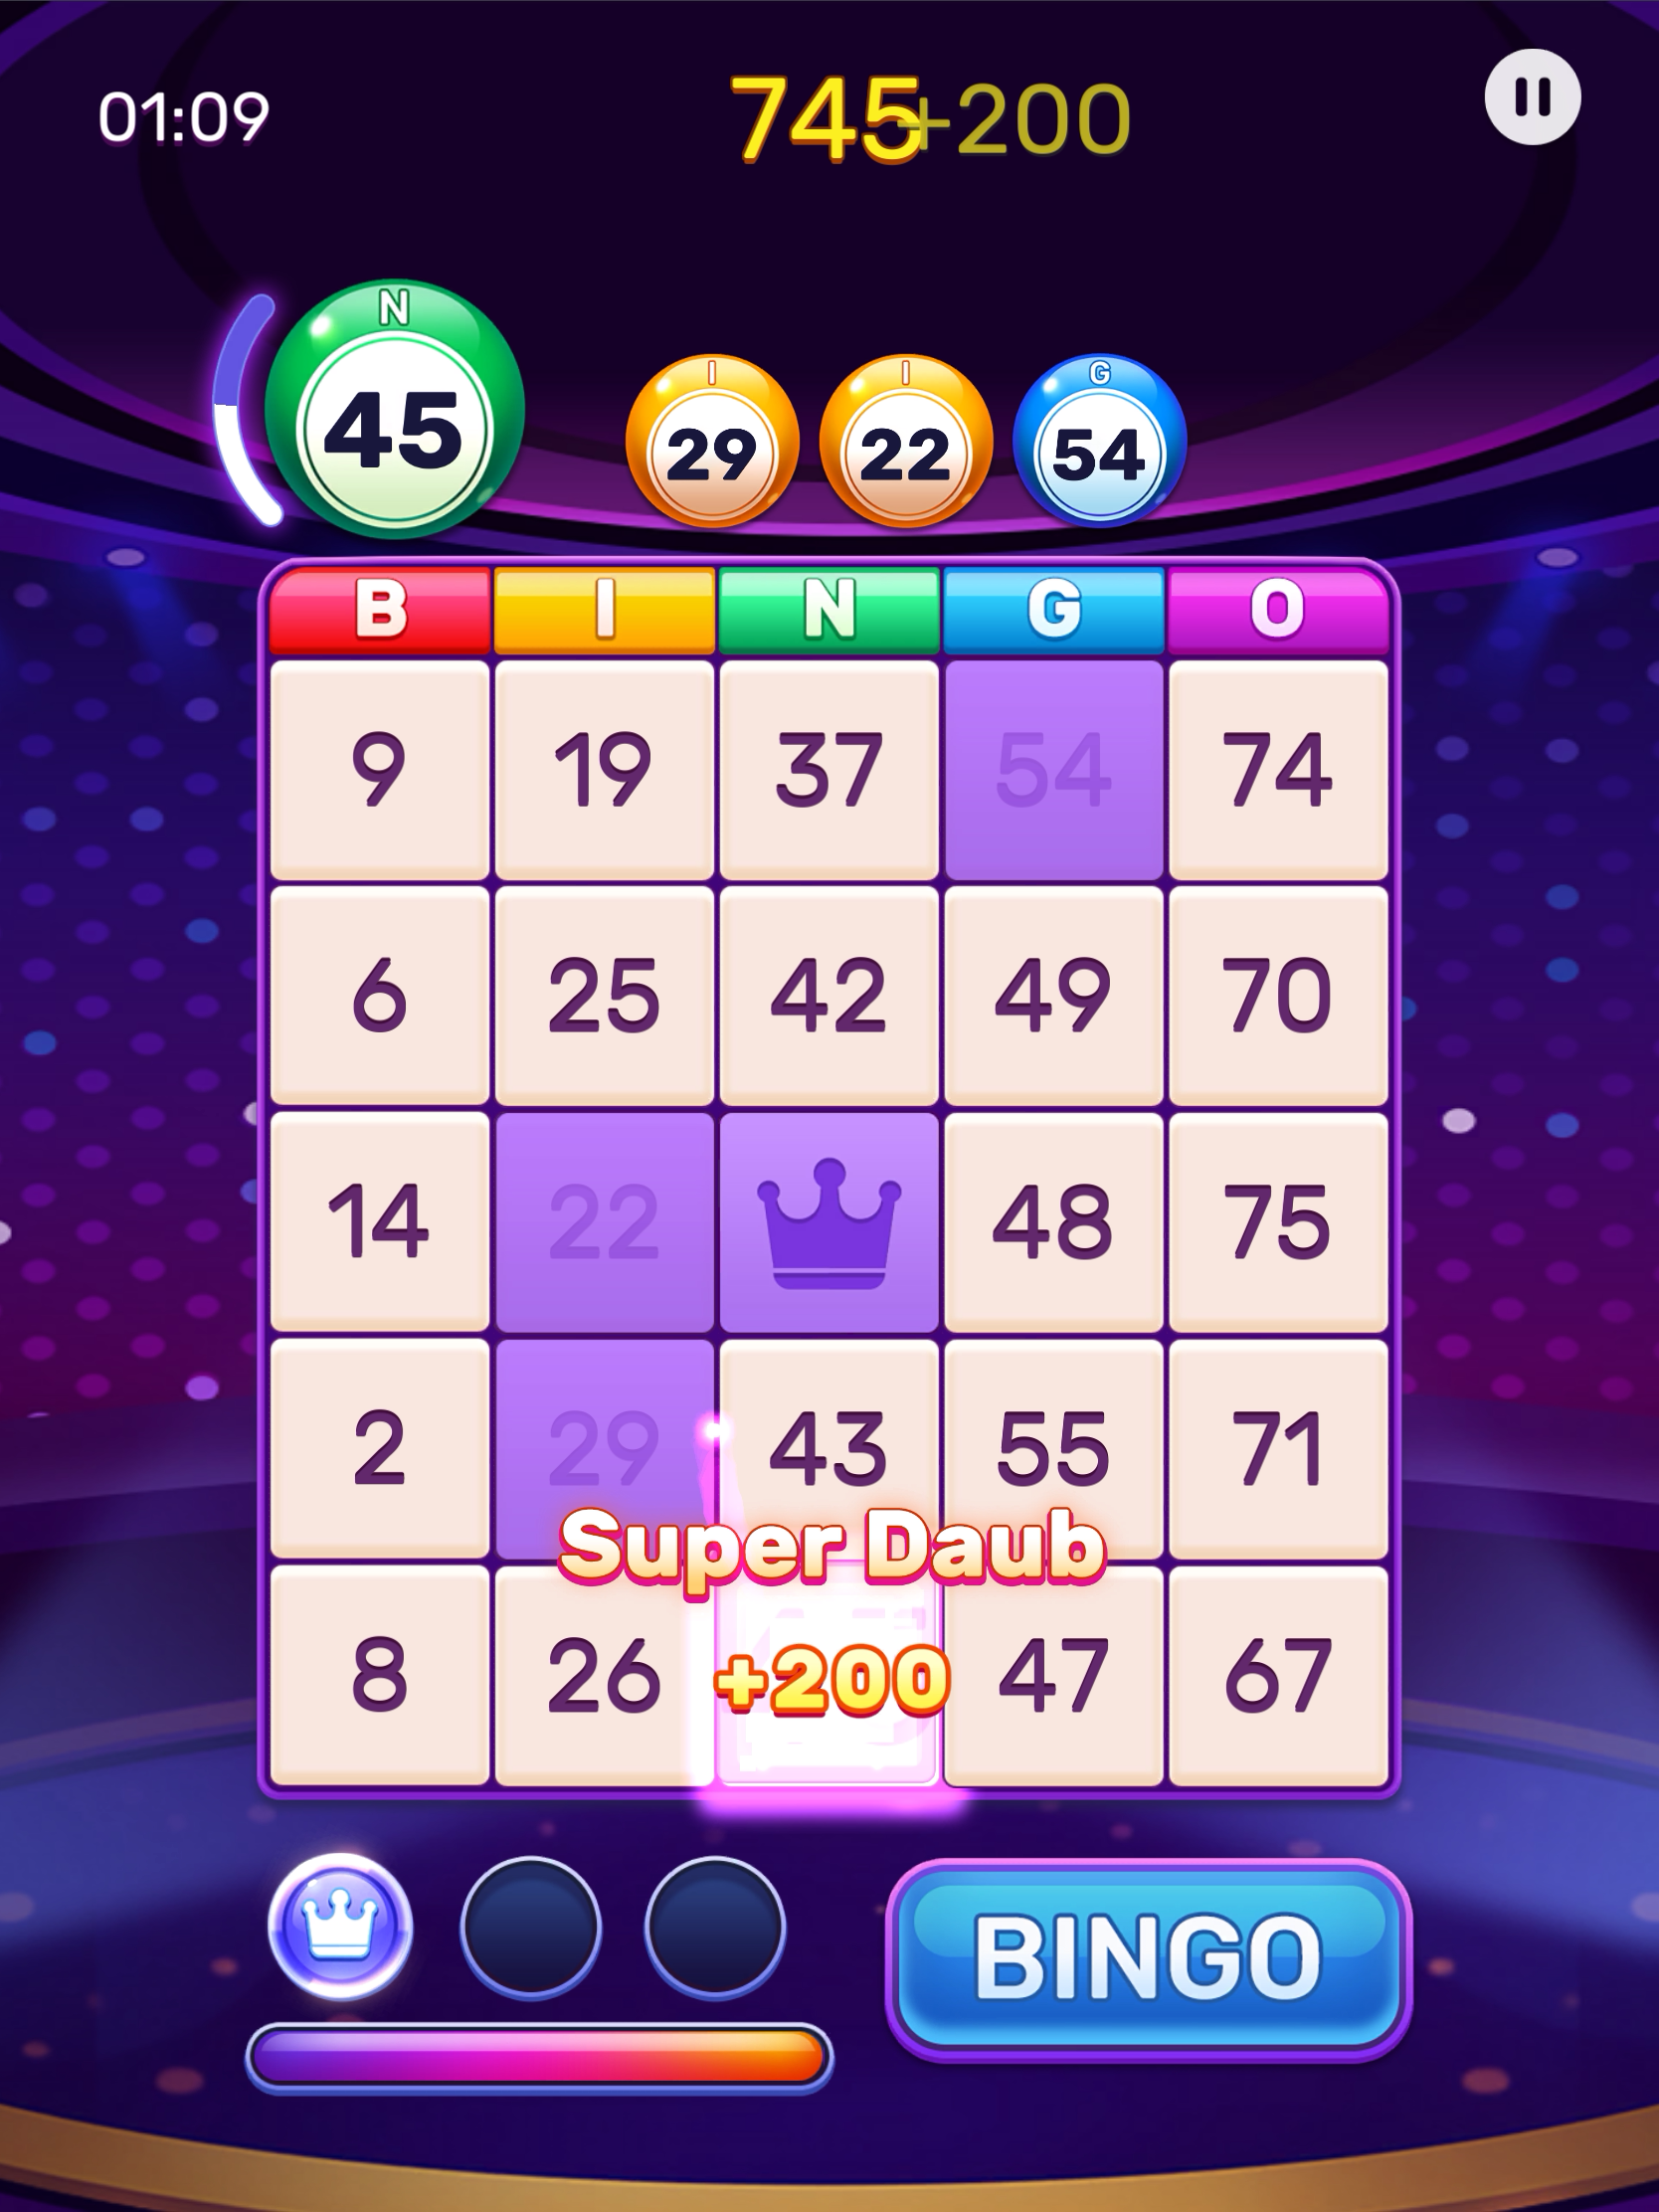 01:09 745 +200
N
45
I I G
29 22 54
B I N G O
9 19 37 54 74
6 25 42 49 70
14 22 48 75
2 29 43 55 71
Super Daub
8 26 +200 47 67
BINGO